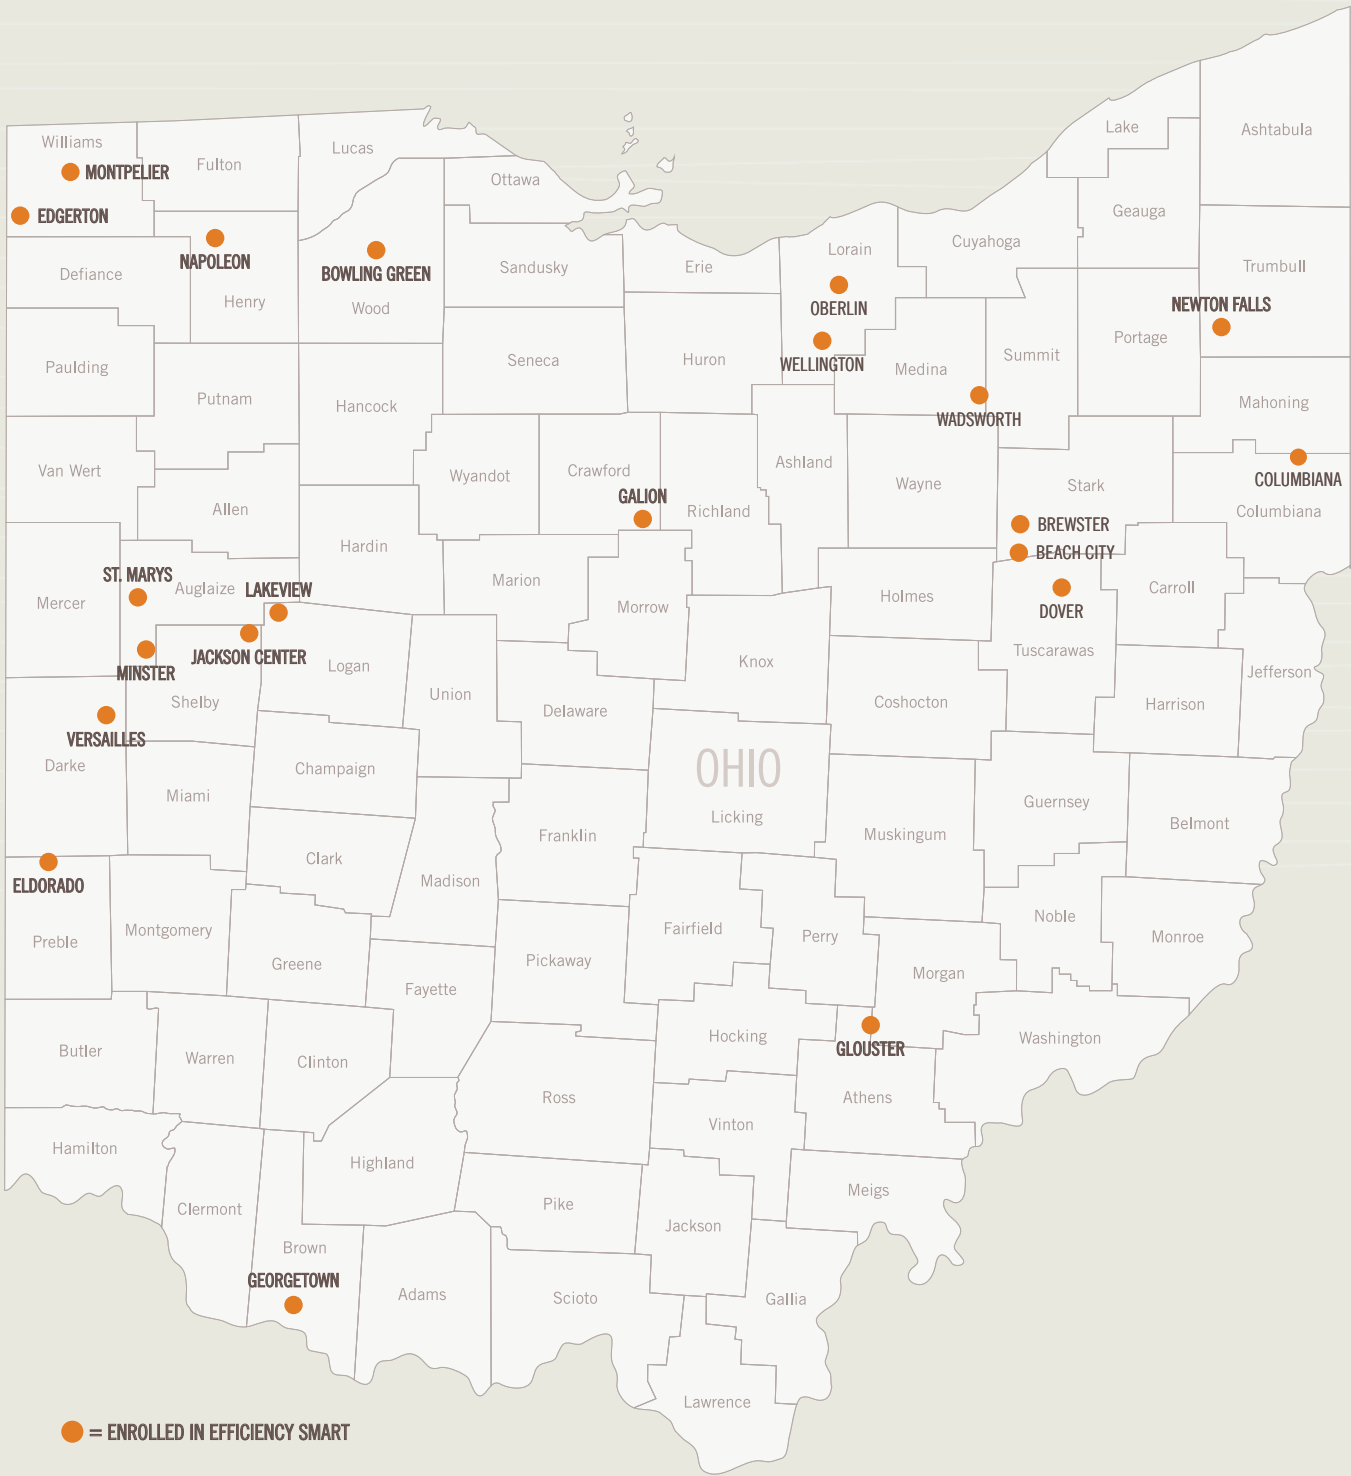 Lake
Ashtabula
Williams
Lucas
Fulton
MONTPELIER
Ottawa
Geauga
EDGERTON
Cuyahoga
Lorain
NAPOLEON
BOWLING GREEN
Sandusky
Erie
Trumbull
Defiance
Henry
Wood
OBERLIN
NEWTON FALLS
Portage
Summit
Seneca
Huron
WELLINGTON
Medina
Paulding
Putnam
Hancock
Mahoning
WADSWORTH
Ashland
Van Wert
Wyandot
Crawford
Wayne
Stark
COLUMBIANA
GALION
Allen
Richland
Columbiana
BREWSTER
Hardin
BEACH CITY
ST. MARYS
Auglaize
LAKEVIEW
Marion
Carroll
Mercer
Morrow
Holmes
DOVER
JACKSON CENTER
Logan
Knox
Tuscarawas
MINSTER
Jefferson
Shelby
Union
Coshocton
Harrison
Delaware
VERSAILLES
Darke
Champaign
OHIO
Miami
Licking
Guernsey
Belmont
Franklin
Muskingum
Clark
ELDORADO
Madison
Noble
Preble
Montgomery
Fairfield
Perry
Monroe
Greene
Pickaway
Morgan
Fayette
Hocking
Washington
Butler
Warren
Clinton
GLOUSTER
Ross
Athens
Vinton
Hamilton
Highland
Meigs
Clermont
Pike
Jackson
Brown
GEORGETOWN
Adams
Scioto
Gallia
Lawrence
= ENROLLED IN EFFICIENCY SMART